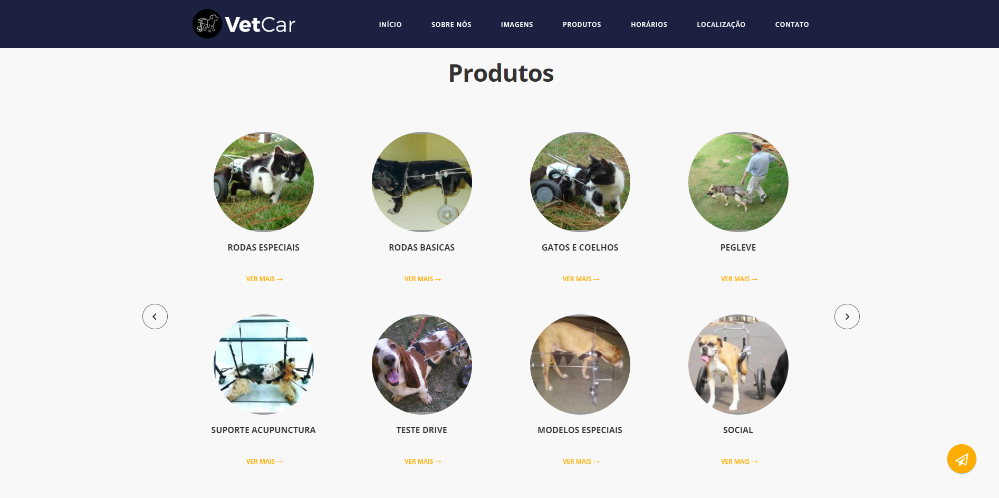 VetCar
INÍCIO SOBRE NÓS IMAGENS PRODUTOS HORÁRIOS LOCALIZAÇÃO CONTATO
Produtos
RODAS ESPECIAIS RODAS BASICAS GATOS E COELHOS PEGLEVE
VER MAIS → VER MAIS → VER MAIS → VER MAIS →
SUPORTE ACUPUNCTURA TESTE DRIVE MODELOS ESPECIAIS SOCIAL
VER MAIS → VER MAIS → VER MAIS → VER MAIS →